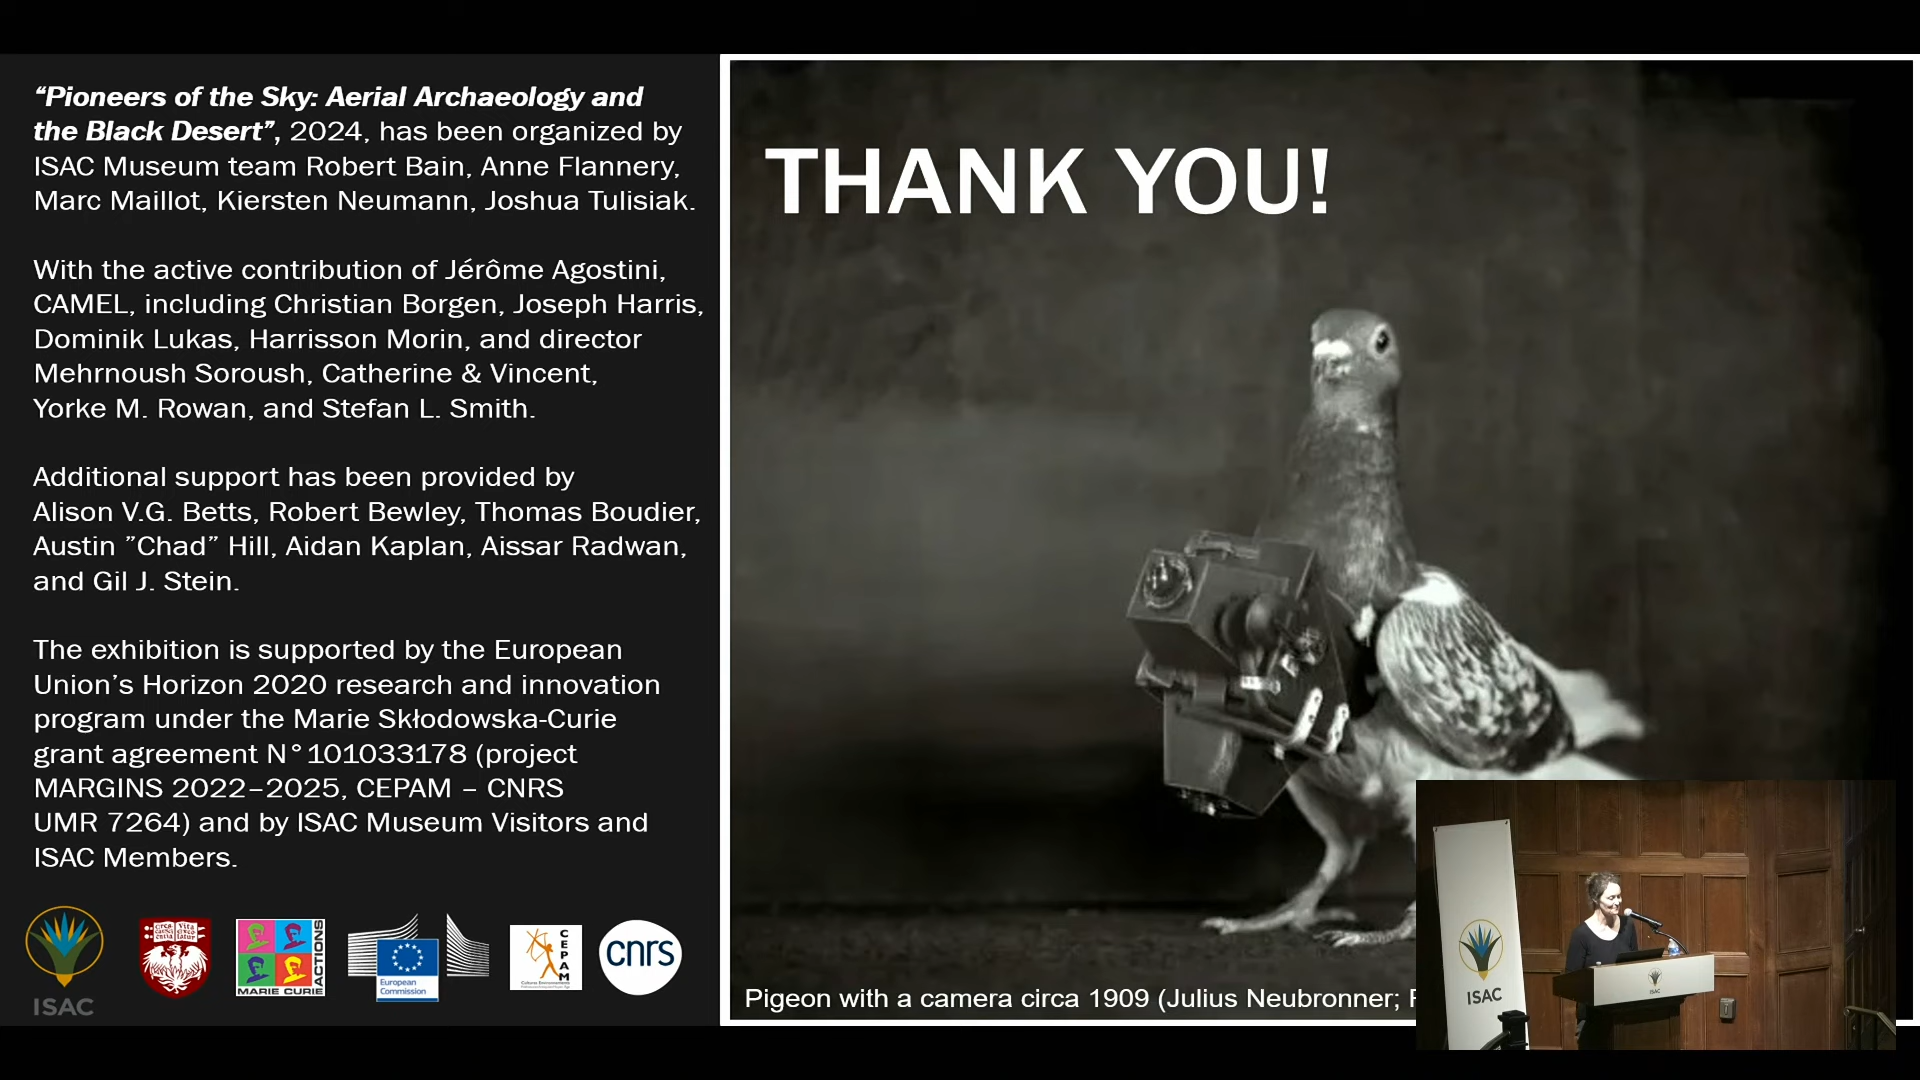 “Pioneers of the Sky: Aerial Archaeology and
the Black Desert”, 2024, has been organized by
ISAC Museum team Robert Bain, Anne Flannery,
Marc Maillot, Kiersten Neumann, Joshua Tulisiak.
With the active contribution of Jérôme Agostini,
CAMEL, including Christian Borgen, Joseph Harris,
Dominik Lukas, Harrisson Morin, and director
Mehrnoush Soroush, Catherine & Vincent,
Yorke M. Rowan, and Stefan L. Smith.
Additional support has been provided by
Alison V.G. Betts, Robert Bewley, Thomas Boudier,
Austin ”Chad” Hill, Aidan Kaplan, Aissar Radwan,
and Gil J. Stein.
The exhibition is supported by the European
Union’s Horizon 2020 research and innovation
program under the Marie Skłodowska-Curie
grant agreement N°101033178 (project
MARGINS 2022–2025, CEPAM – CNRS
UMR 7264) and by ISAC Museum Visitors and
ISAC Members.
ISAC
MARIE CURIE ACTIONS
European
Commission
CEPAM
cnrs
THANK YOU!
Pigeon with a camera circa 1909 (Julius Neubronner;
ISAC
ISAC